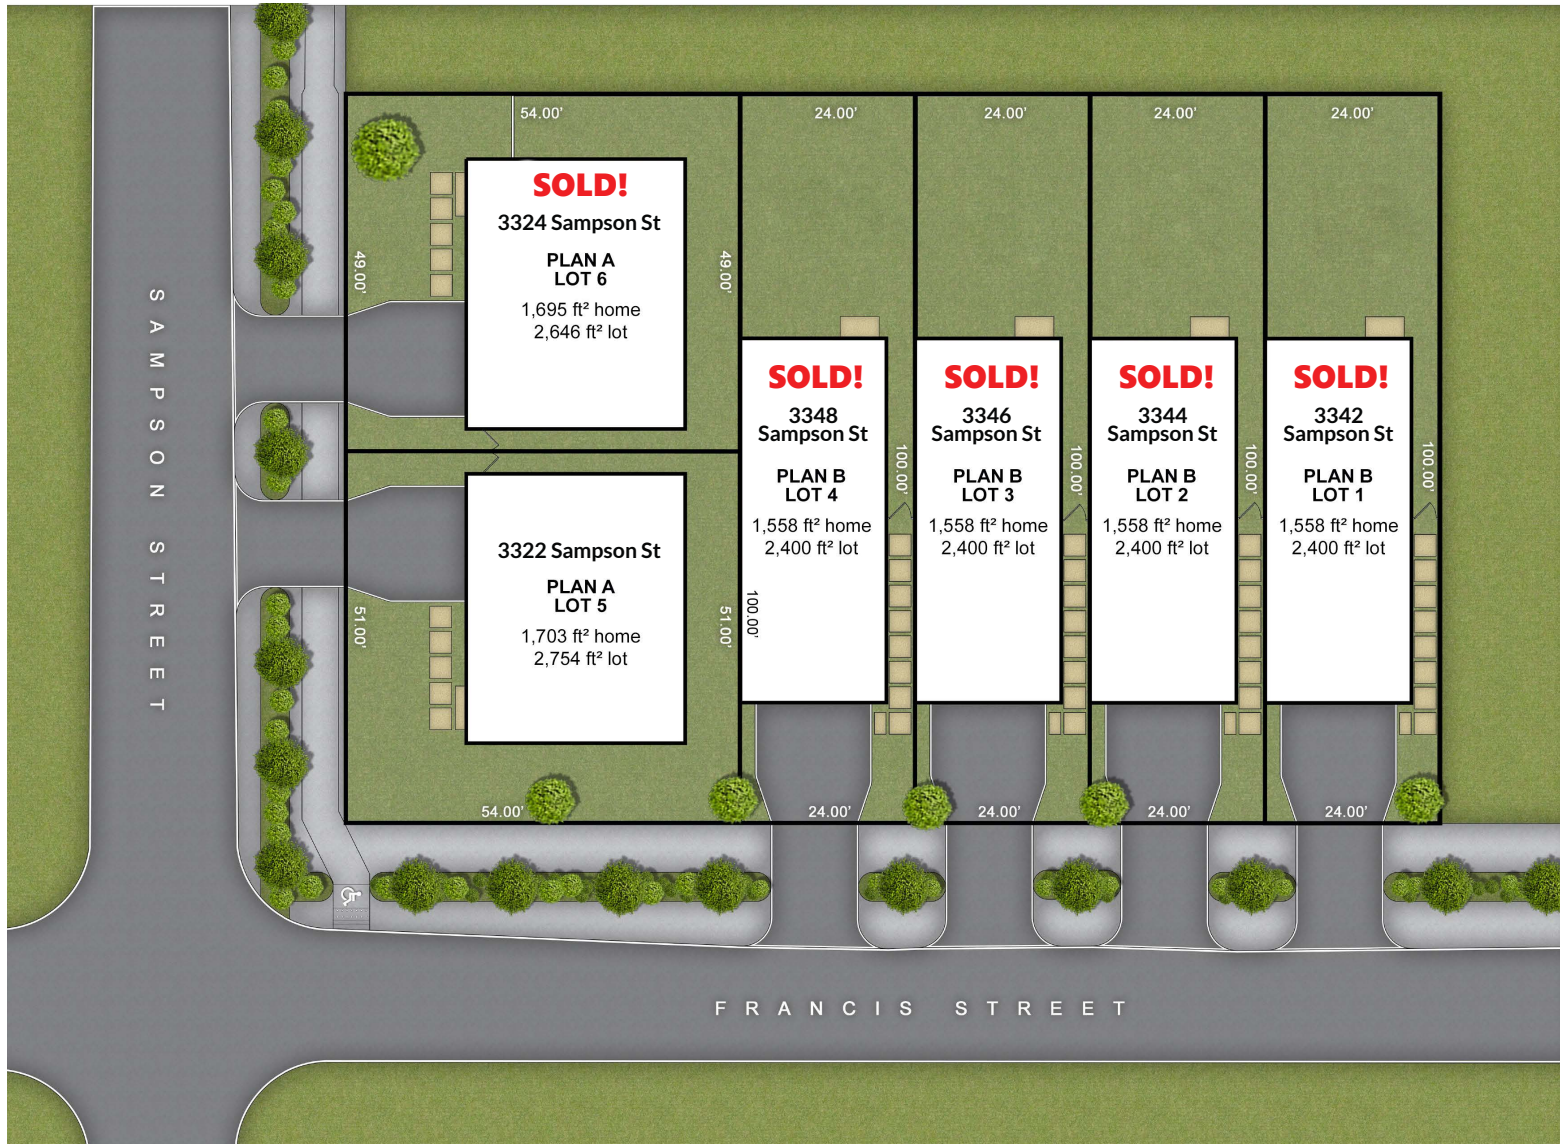 54.00'
24.00'
24.00'
24.00'
24.00'
SAMPSON STREET
49.00'
SOLD!
3324 Sampson St
PLAN A
LOT 6
1,695 ft² home
2,646 ft² lot
49.00'
51.00'
3322 Sampson St
PLAN A
LOT 5
1,703 ft² home
2,754 ft² lot
51.00'
100.00'
SOLD!
3348
Sampson St
PLAN B
LOT 4
1,558 ft² home
2,400 ft² lot
100.00'
SOLD!
3346
Sampson St
PLAN B
LOT 3
1,558 ft² home
2,400 ft² lot
100.00'
SOLD!
3344
Sampson St
PLAN B
LOT 2
1,558 ft² home
2,400 ft² lot
100.00'
SOLD!
3342
Sampson St
PLAN B
LOT 1
1,558 ft² home
2,400 ft² lot
100.00'
54.00'
24.00'
24.00'
24.00'
24.00'
FRANCIS STREET